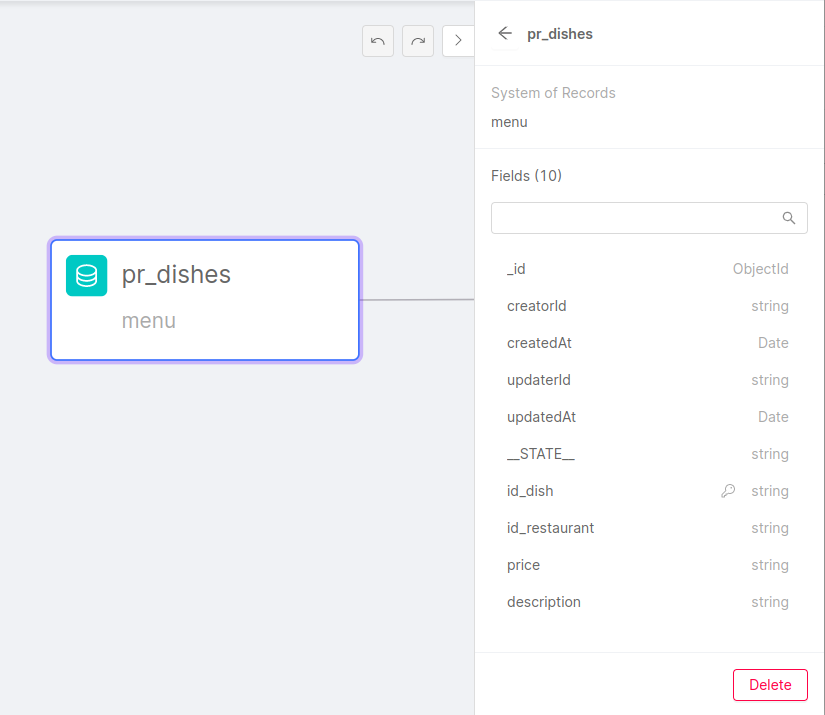 pr_dishes
menu
pr_dishes
System of Records
menu
Fields (10)
_id ObjectId
creatorId string
createdAt Date
updaterId string
updatedAt Date
__STATE__ string
id_dish string
id_restaurant string
price string
description string
Delete